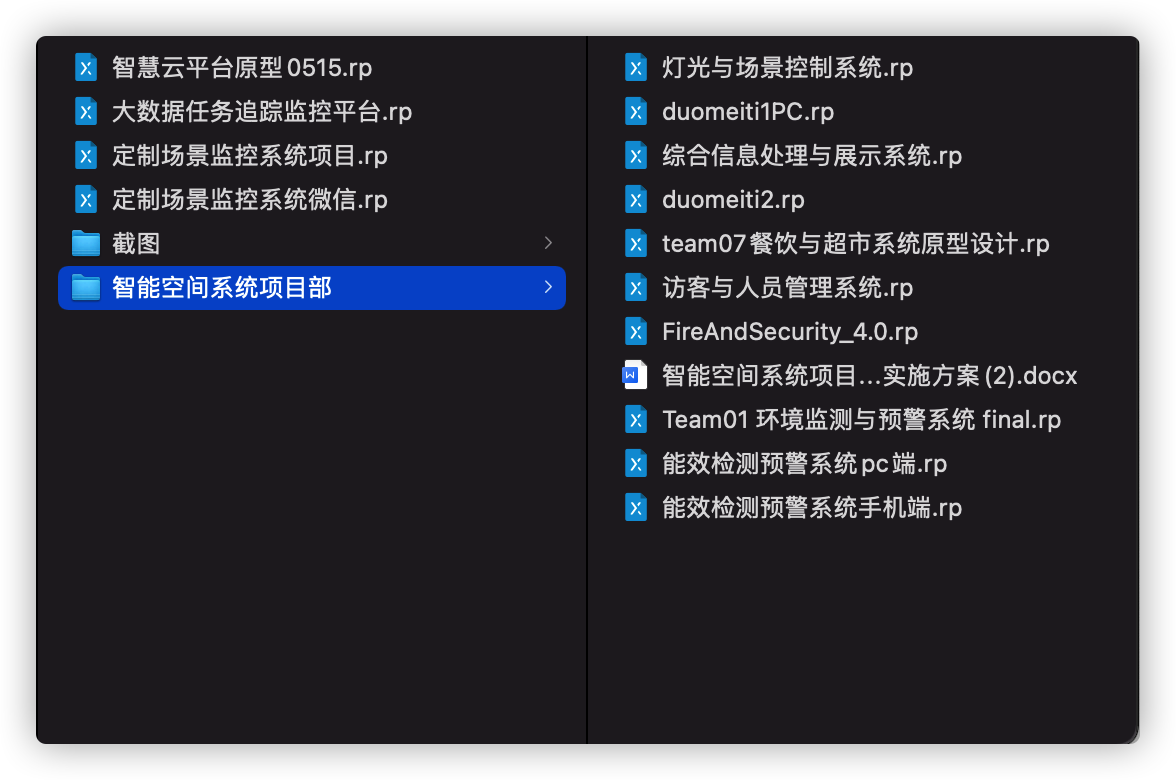 智慧云平台原型0515.rp
大数据任务追踪监控平台.rp
定制场景监控系统项目.rp
定制场景监控系统微信.rp
截图
智能空间系统项目部
灯光与场景控制系统.rp
duomeiti1PC.rp
综合信息处理与展示系统.rp
duomeiti2.rp
team07餐饮与超市系统原型设计.rp
访客与人员管理系统.rp
FireAndSecurity_4.0.rp
智能空间系统项目...实施方案(2).docx
Team01 环境监测与预警系统 final.rp
能效检测预警系统pc端.rp
能效检测预警系统手机端.rp